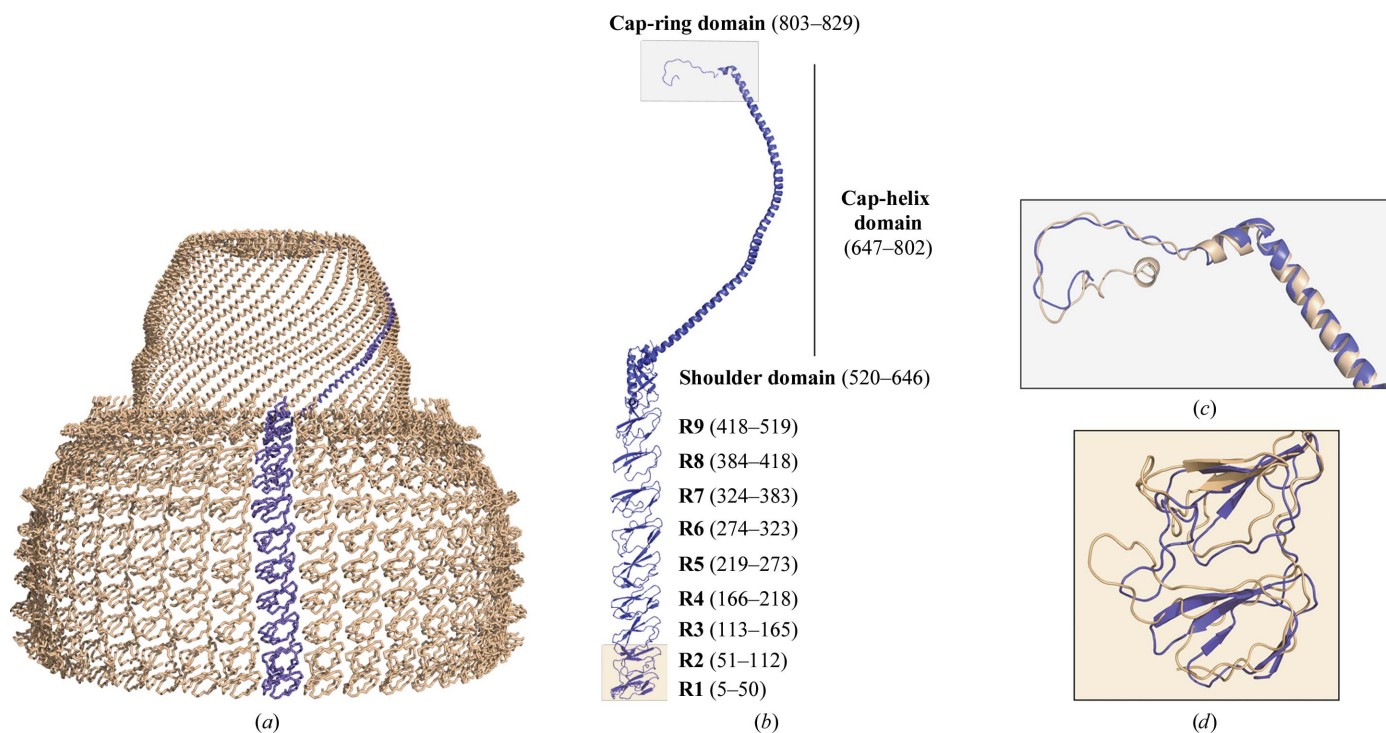 Cap-ring domain (803–829)
Cap-helix
domain
(647–802)
Shoulder domain (520–646)
R9 (418–519)
R8 (384–418)
R7 (324–383)
R6 (274–323)
R5 (219–273)
R4 (166–218)
R3 (113–165)
R2 (51–112)
R1 (5–50)
(a)
(b)
(c)
(d)